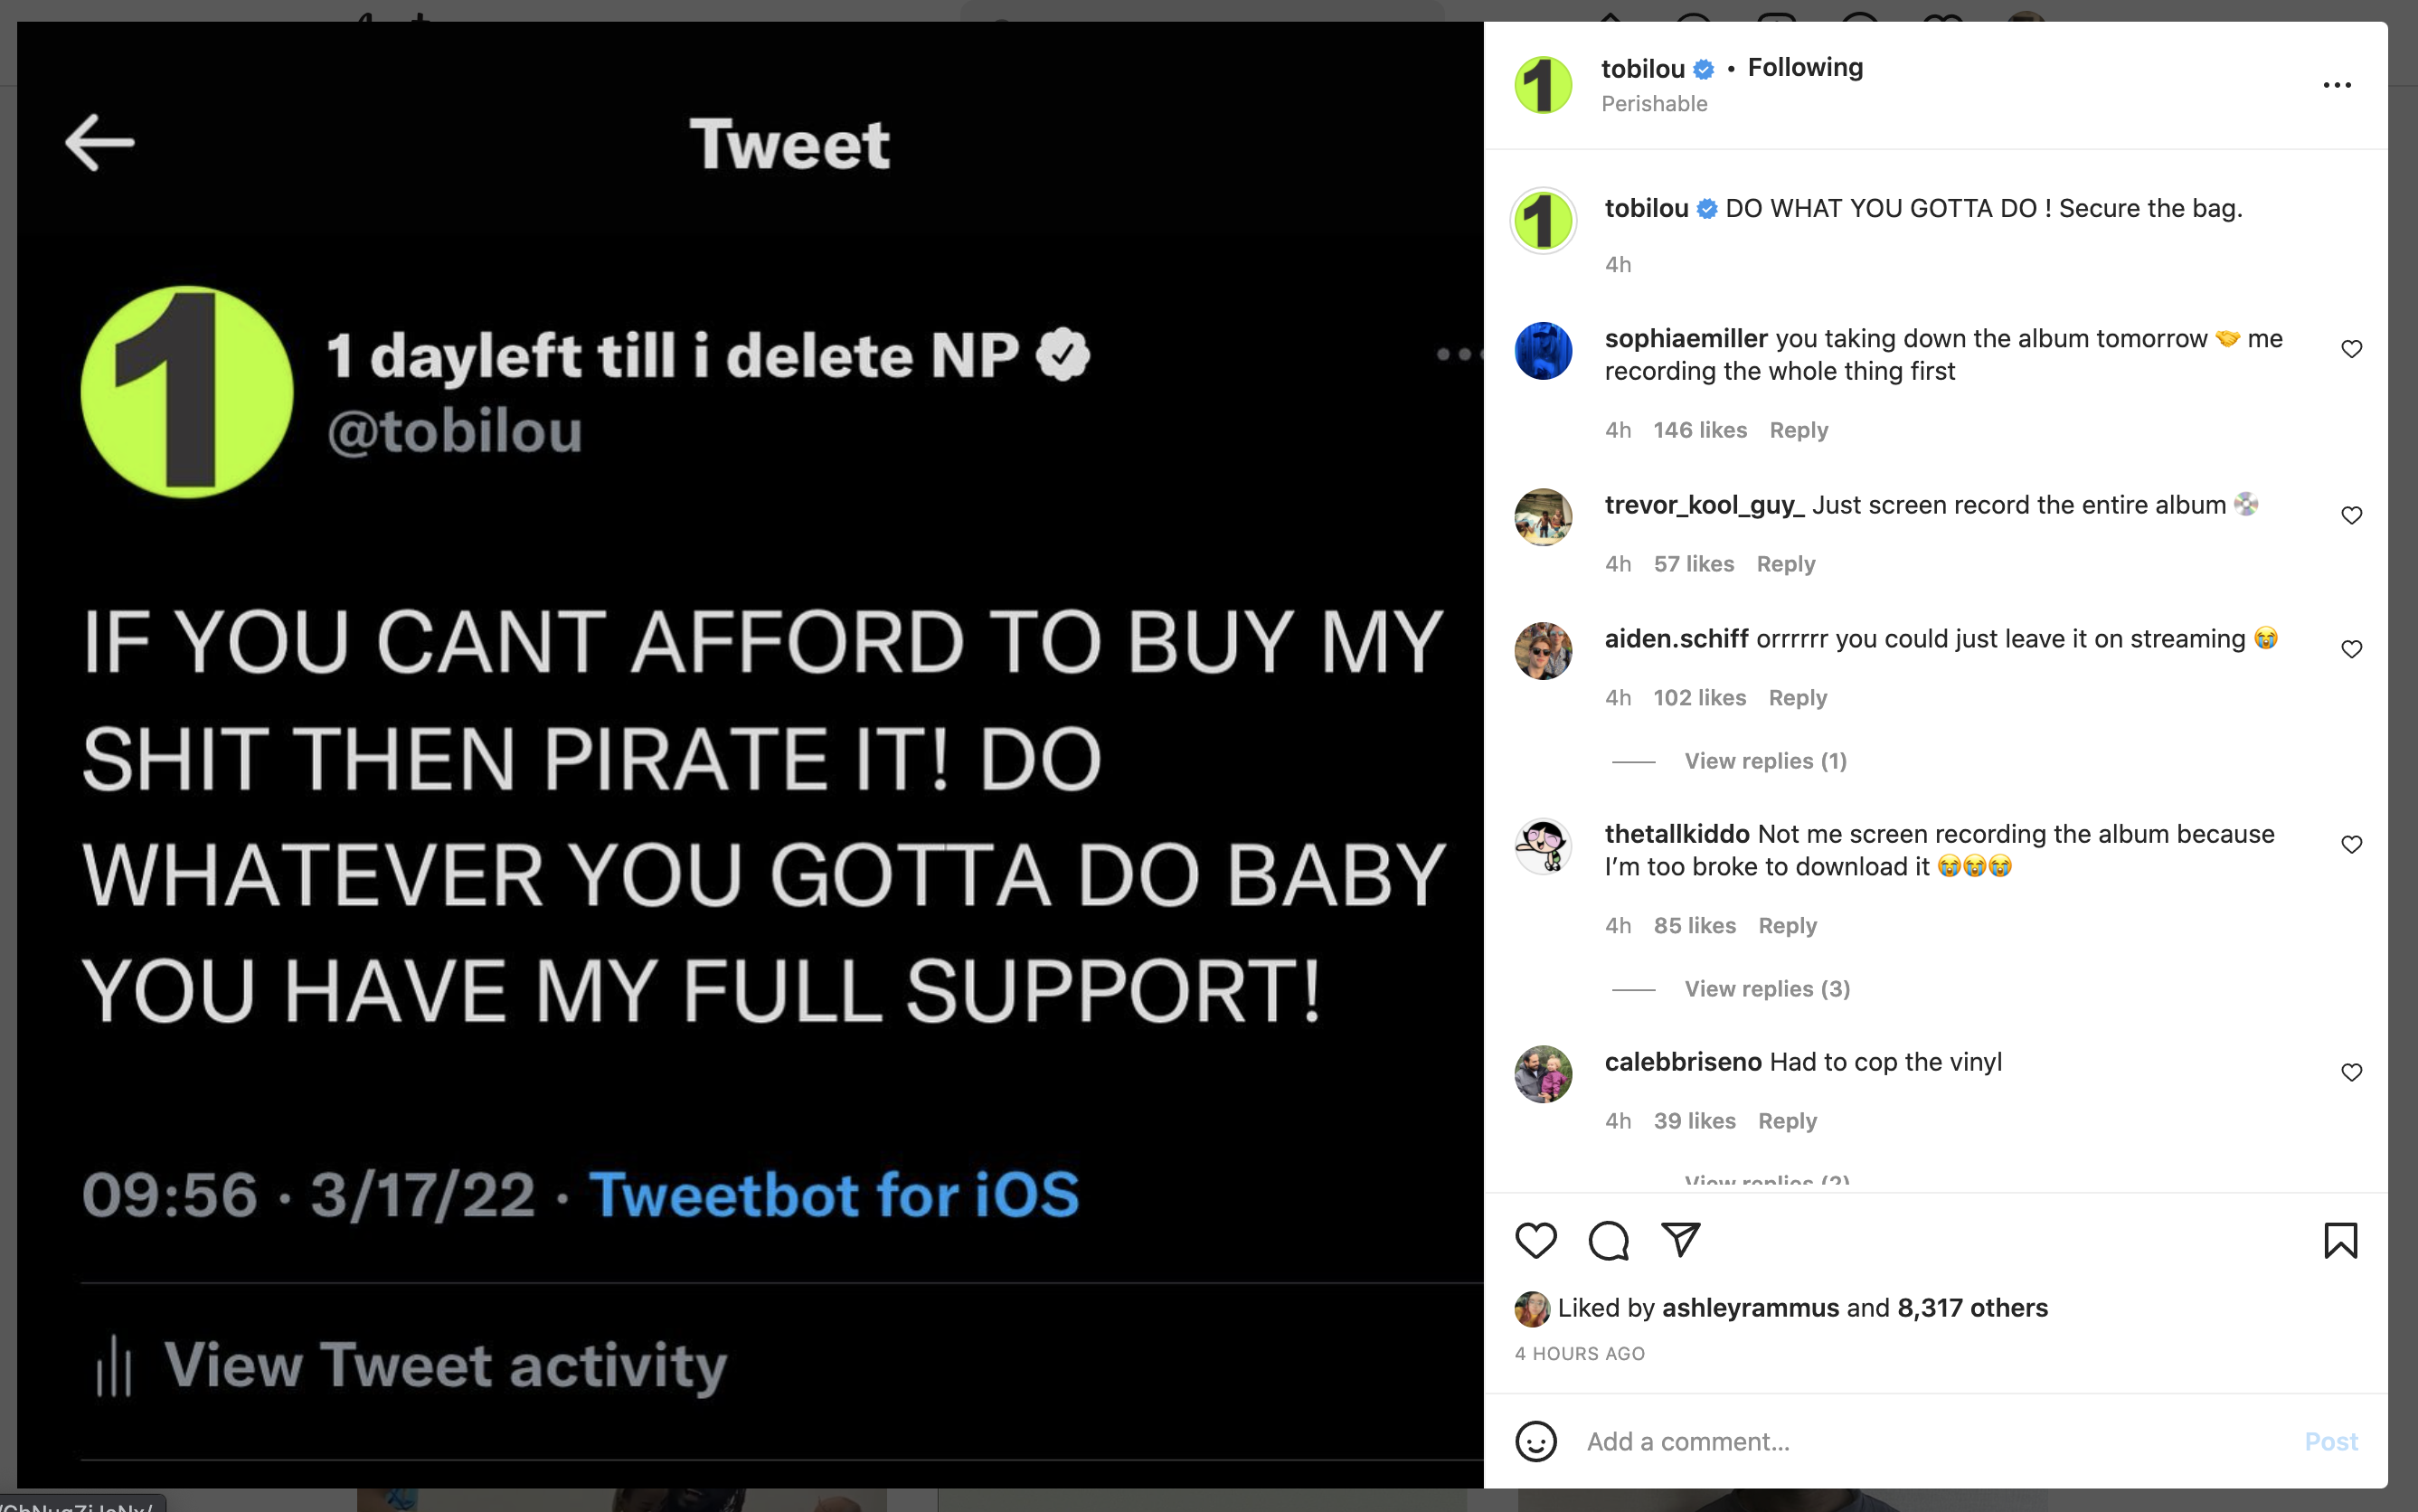 Tweet
1
1 dayleft till i delete NP
@tobilou
IF YOU CANT AFFORD TO BUY MY
SHIT THEN PIRATE IT! DO
WHATEVER YOU GOTTA DO BABY
YOU HAVE MY FULL SUPPORT!
09:56 · 3/17/22 · Tweetbot for iOS
View Tweet activity
1
tobilou • Following
Perishable
1
tobilou DO WHAT YOU GOTTA DO ! Secure the bag.
4h
sophiaemiller you taking down the album tomorrow 🤝 me
recording the whole thing first
4h 146 likes Reply
trevor_kool_guy_ Just screen record the entire album 💿
4h 57 likes Reply
aiden.schiff orrrrrr you could just leave it on streaming 😭
4h 102 likes Reply
View replies (1)
thetallkiddo Not me screen recording the album because
I’m too broke to download it 😭😭😭
4h 85 likes Reply
View replies (3)
calebbriseno Had to cop the vinyl
4h 39 likes Reply
View replies (2)
Liked by ashleyrammus and 8,317 others
4 HOURS AGO
Add a comment...
Post